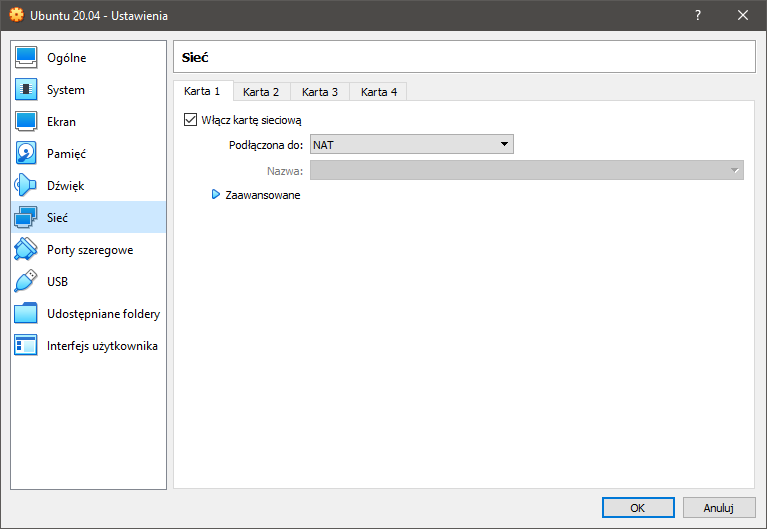 Ubuntu 20.04 - Ustawienia
?
Ogólne
System
Ekran
Pamięć
Dźwięk
Sieć
Porty szeregowe
USB
Udostępniane foldery
Interfejs użytkownika
Sieć
Karta 1 Karta 2 Karta 3 Karta 4
Włącz kartę sieciową
Podłączona do: NAT
Nazwa:
Zaawansowane
OK Anuluj